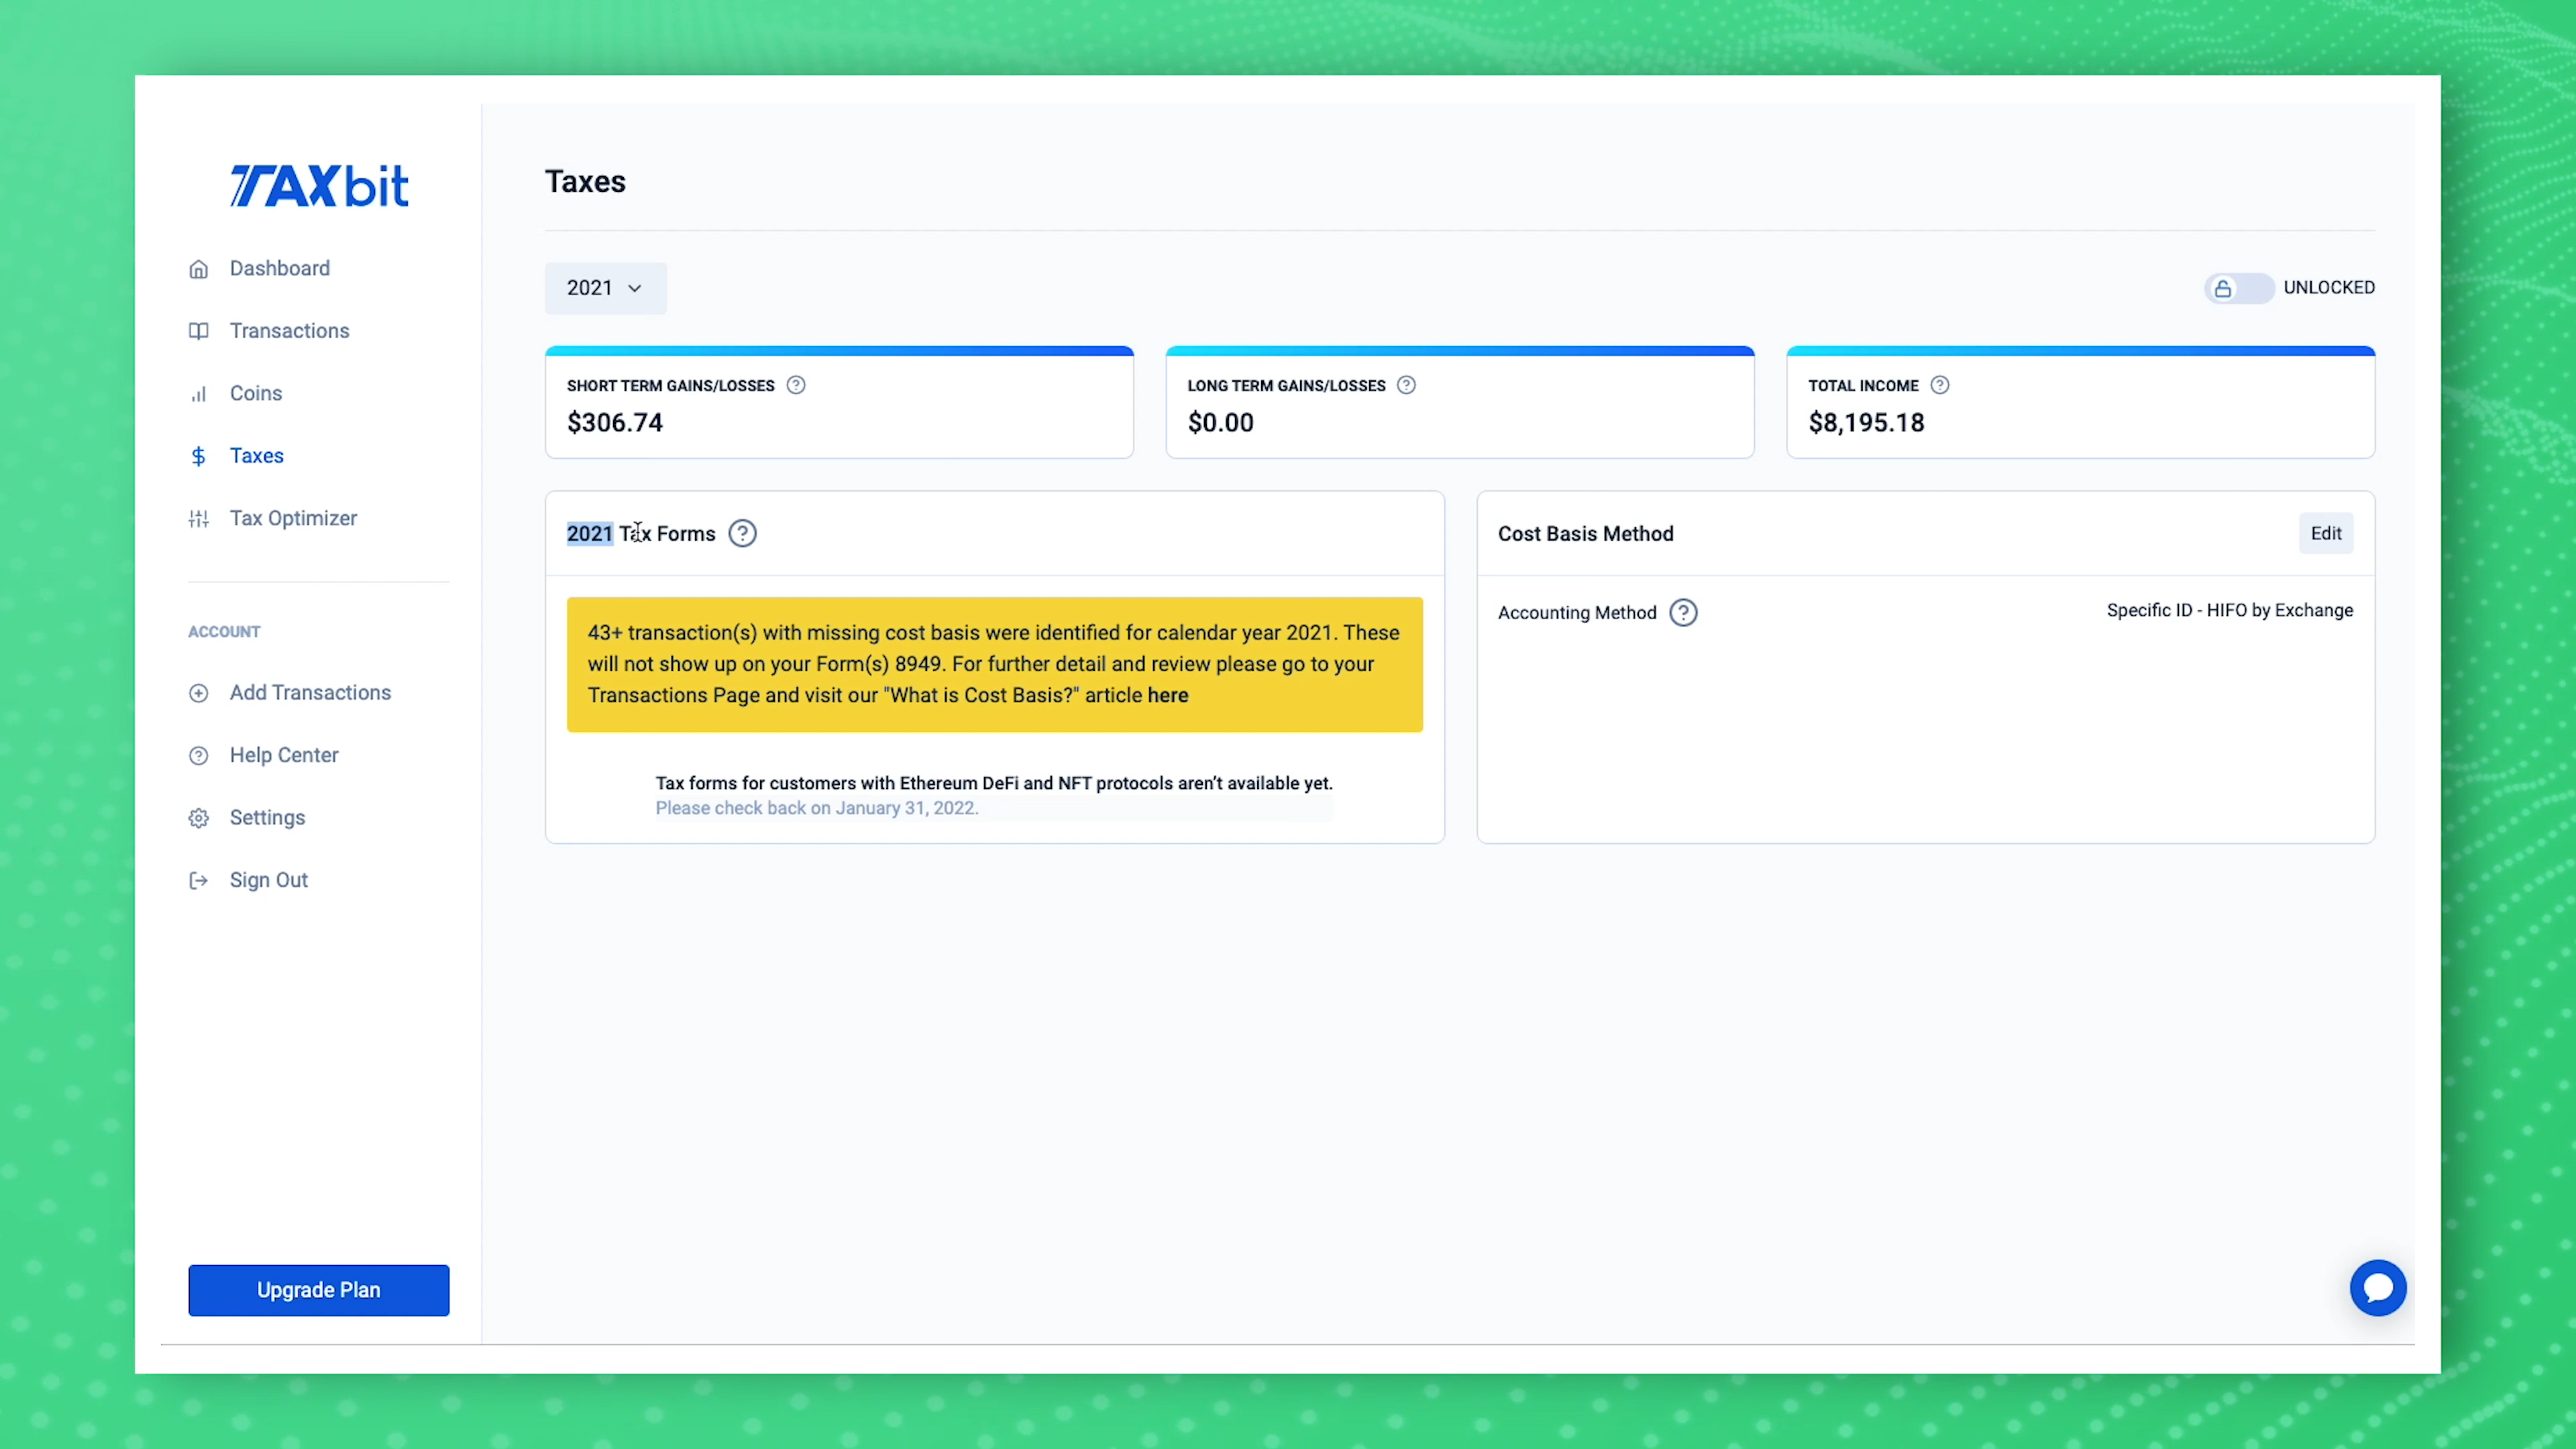 TAXbit
Dashboard
Transactions
Coins
Taxes
Tax Optimizer
ACCOUNT
Add Transactions
Help Center
Settings
Sign Out
Upgrade Plan
Taxes
2021
UNLOCKED
SHORT TERM GAINS/LOSSES
$306.74
LONG TERM GAINS/LOSSES
$0.00
TOTAL INCOME
$8,195.18
2021 Tax Forms
43+ transaction(s) with missing cost basis were identified for calendar year 2021. These
will not show up on your Form(s) 8949. For further detail and review please go to your
Transactions Page and visit our "What is Cost Basis?" article here
Tax forms for customers with Ethereum DeFi and NFT protocols aren't available yet.
Please check back on January 31, 2022.
Cost Basis Method
Edit
Accounting Method
Specific ID - HIFO by Exchange